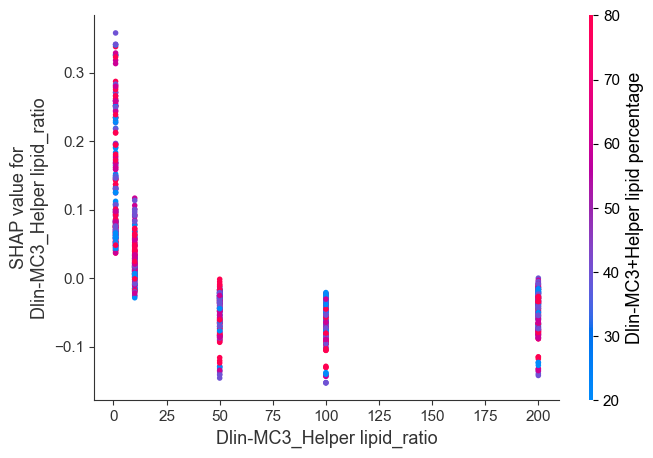 SHAP value for
Dlin-MC3_Helper lipid_ratio
0.3
0.2
0.1
0.0
−0.1
0 25 50 75 100 125 150 175 200
Dlin-MC3_Helper lipid_ratio
80
70
60
50
40
30
20
Dlin-MC3+Helper lipid percentage